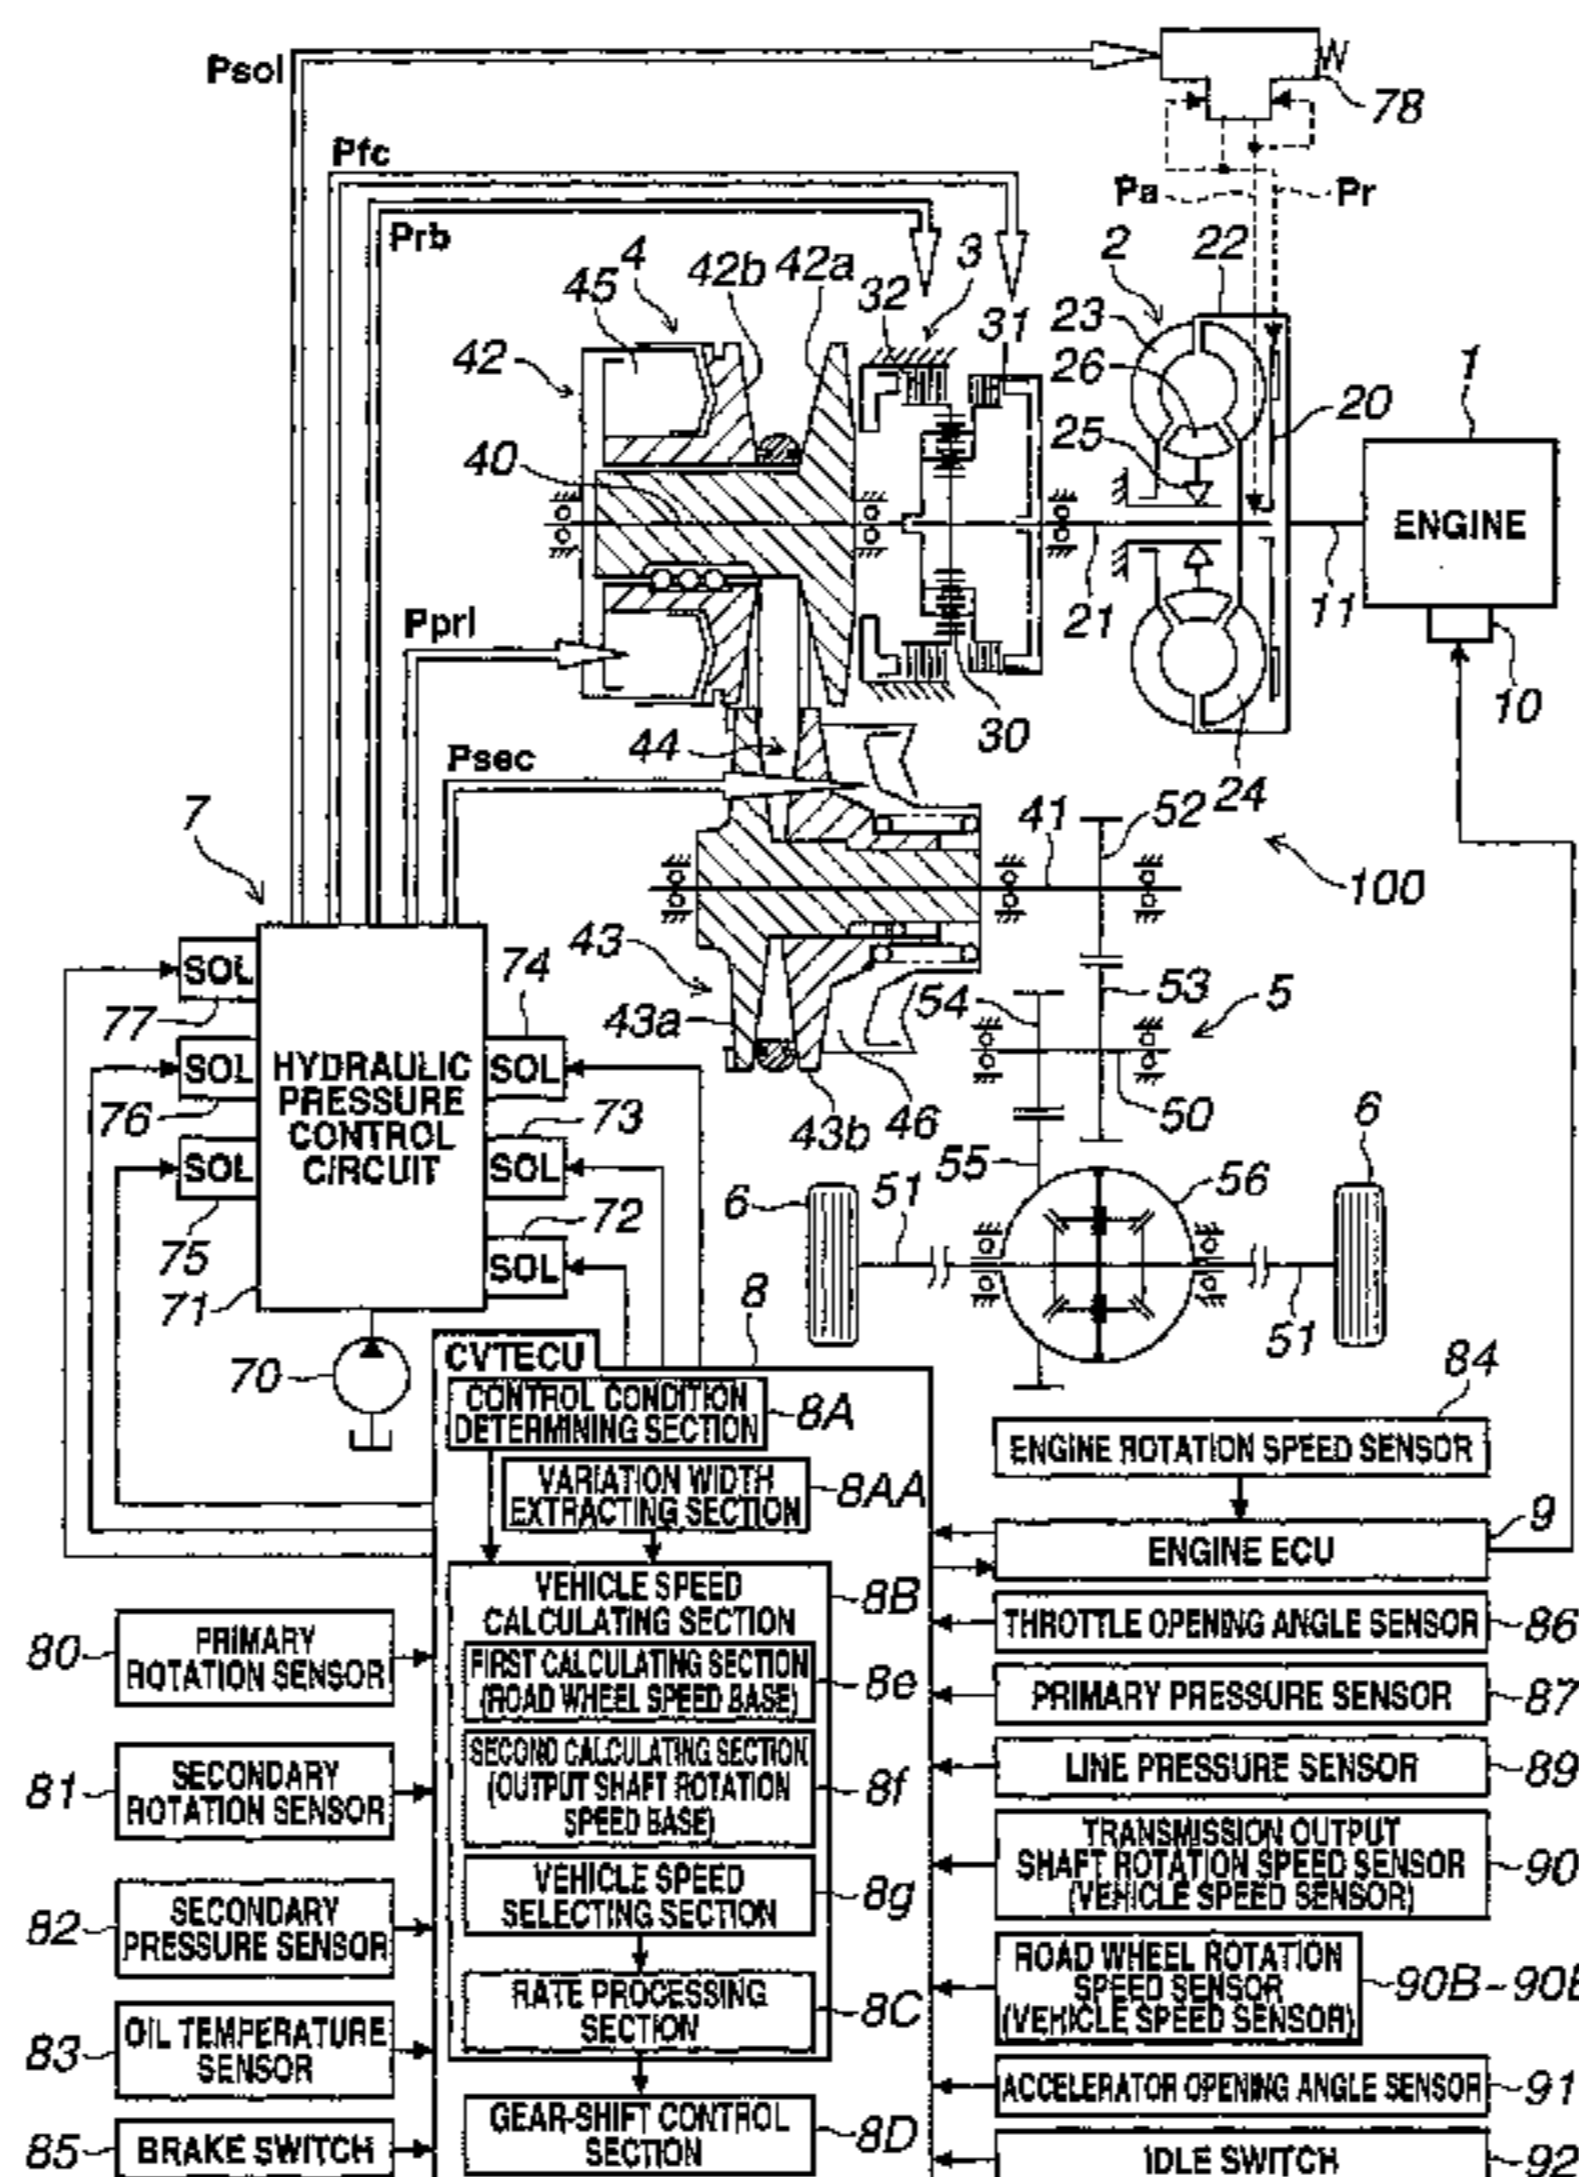 Psol
W
78
Pfc
Pa
Pr
Prb
4
42b
42a
3
2
22
45
32
31
23
42
26
1
20
25
40
ENGINE
21
11
Ppri
10
30
44
Psec
24
7
41
52
100
43
74
SOL
77
54
53
5
43a
SOL
HYDRAULIC
PRESSURE
CONTROL
CIRCUIT
SOL
76
73
43b
46
50
6
SOL
SOL
55
56
6
51
75
72
71
SOL
8
51
70
CVTECU
84
CONTROL CONDITION
DETERMINING SECTION
8A
ENGINE ROTATION SPEED SENSOR
VARIATION WIDTH
EXTRACTING SECTION
8AA
9
ENGINE ECU
VEHICLE SPEED
CALCULATING SECTION
8B
THROTTLE OPENING ANGLE SENSOR
86
80
PRIMARY
ROTATION SENSOR
FIRST CALCULATING SECTION
(ROAD WHEEL SPEED BASE)
8e
PRIMARY PRESSURE SENSOR
87
81
SECONDARY
ROTATION SENSOR
SECOND CALCULATING SECTION
(OUTPUT SHAFT ROTATION
SPEED BASE)
8f
LINE PRESSURE SENSOR
89
TRANSMISSION OUTPUT
SHAFT ROTATION SPEED SENSOR
(VEHICLE SPEED SENSOR)
90
VEHICLE SPEED
SELECTING SECTION
8g
82
SECONDARY
PRESSURE SENSOR
ROAD WHEEL ROTATION
SPEED SENSOR
(VEHICLE SPEED SENSOR)
90B-90E
RATE PROCESSING
SECTION
8C
83
OIL TEMPERATURE
SENSOR
ACCELERATOR OPENING ANGLE SENSOR
91
GEAR-SHIFT CONTROL
SECTION
8D
85
BRAKE SWITCH
IDLE SWITCH
92